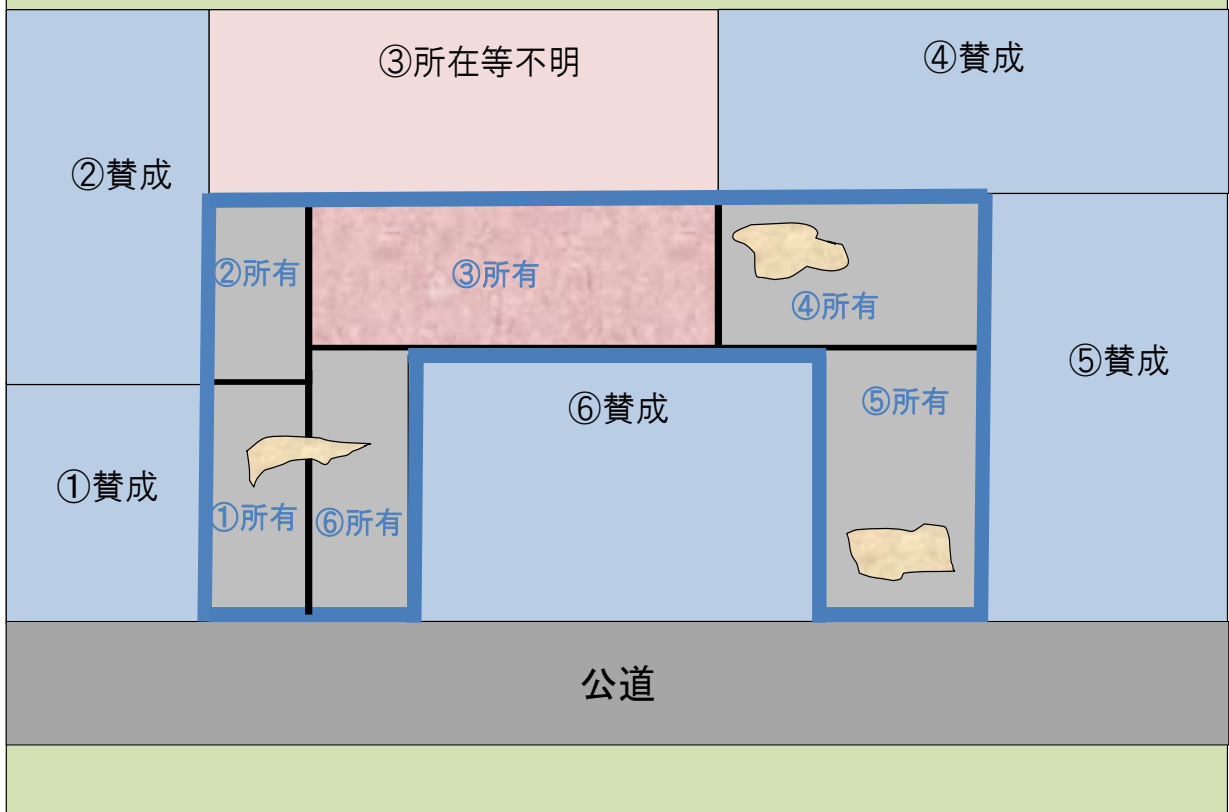 ③所在等不明
④賛成
②賛成
②所有
③所有
④所有
⑤賛成
⑥賛成
⑤所有
①賛成
①所有
⑥所有
公道